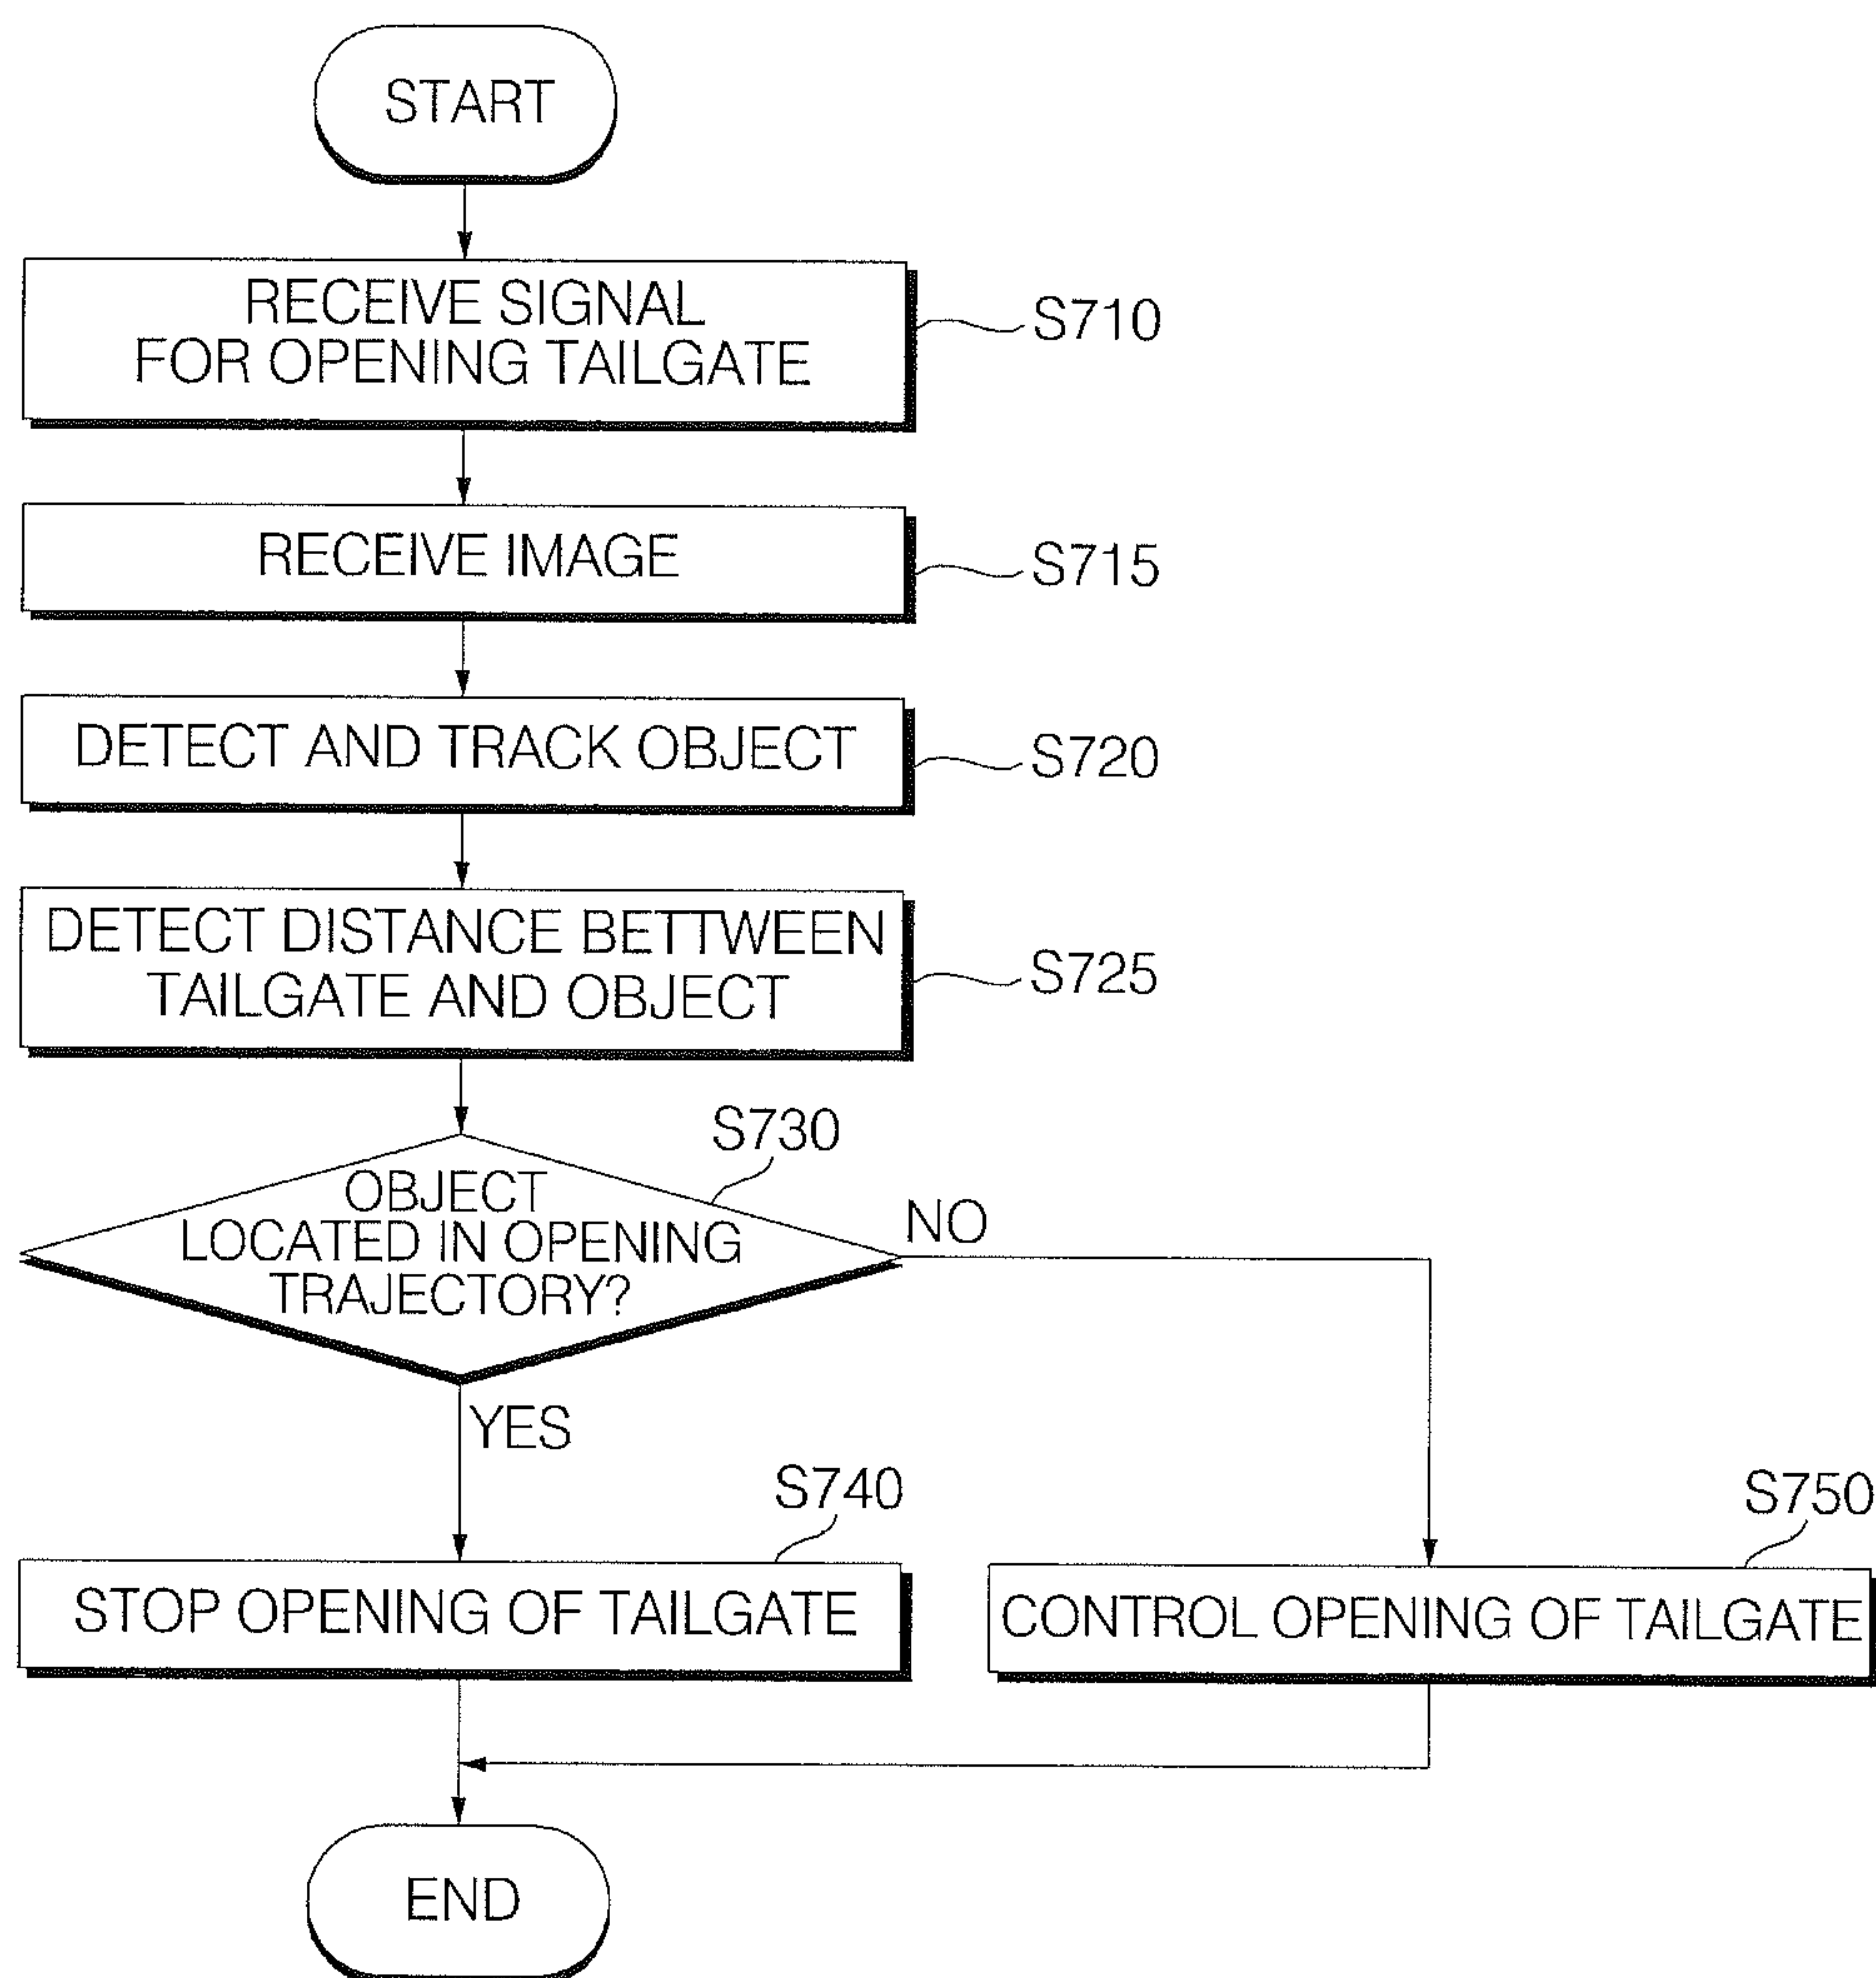 START
RECEIVE SIGNAL
FOR OPENING TAILGATE
S710
RECEIVE IMAGE
S715
DETECT AND TRACK OBJECT
S720
DETECT DISTANCE BETTWEEN
TAILGATE AND OBJECT
S725
S730
OBJECT
LOCATED IN OPENING
TRAJECTORY?
NO
YES
S740
STOP OPENING OF TAILGATE
S750
CONTROL OPENING OF TAILGATE
END